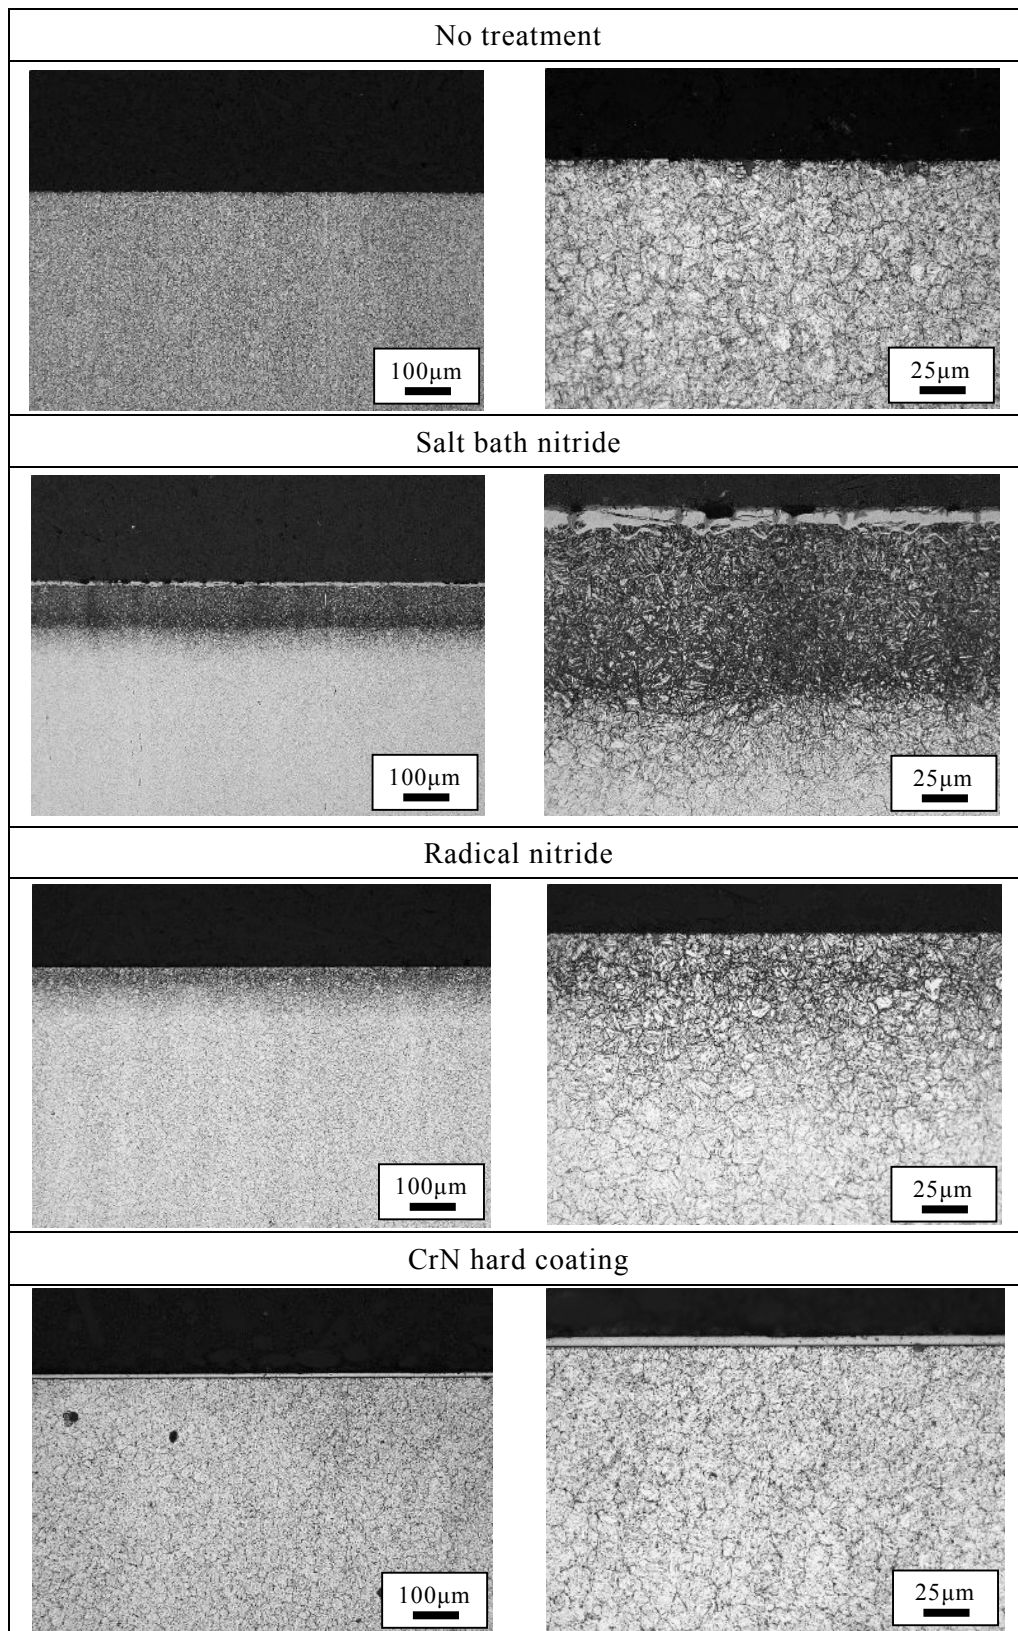 No treatment
100μm
25μm
Salt bath nitride
100μm
25μm
Radical nitride
100μm
25μm
CrN hard coating
100μm
25μm